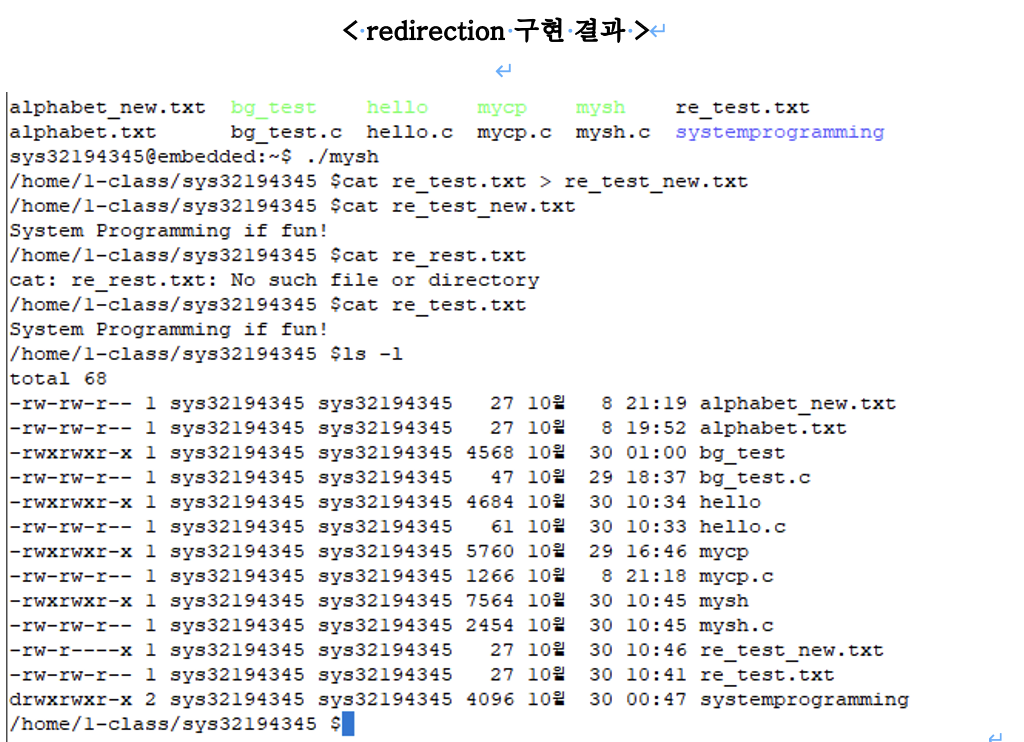 < redirection 구현 결과 >
alphabet_new.txt bg_test hello mycp mysh re_test.txt
alphabet.txt bg_test.c hello.c mycp.c mysh.c systemprogramming
sys32194345@embedded:~$ ./mysh
/home/l-class/sys32194345 $cat re_test.txt > re_test_new.txt
/home/l-class/sys32194345 $cat re_test_new.txt
System Programming if fun!
/home/l-class/sys32194345 $cat re_rest.txt
cat: re_rest.txt: No such file or directory
/home/l-class/sys32194345 $cat re_test.txt
System Programming if fun!
/home/l-class/sys32194345 $ls -l
total 68
-rw-rw-r-- 1 sys32194345 sys32194345 27 10월 8 21:19 alphabet_new.txt
-rw-rw-r-- 1 sys32194345 sys32194345 27 10월 8 19:52 alphabet.txt
-rwxrwxr-x 1 sys32194345 sys32194345 4568 10월 30 01:00 bg_test
-rw-rw-r-- 1 sys32194345 sys32194345 47 10월 29 18:37 bg_test.c
-rwxrwxr-x 1 sys32194345 sys32194345 4684 10월 30 10:34 hello
-rw-rw-r-- 1 sys32194345 sys32194345 61 10월 30 10:33 hello.c
-rwxrwxr-x 1 sys32194345 sys32194345 5760 10월 29 16:46 mycp
-rw-rw-r-- 1 sys32194345 sys32194345 1266 10월 8 21:18 mycp.c
-rwxrwxr-x 1 sys32194345 sys32194345 7564 10월 30 10:45 mysh
-rw-rw-r-- 1 sys32194345 sys32194345 2454 10월 30 10:45 mysh.c
-rw-r----x 1 sys32194345 sys32194345 27 10월 30 10:46 re_test_new.txt
-rw-rw-r-- 1 sys32194345 sys32194345 27 10월 30 10:41 re_test.txt
drwxrwxr-x 2 sys32194345 sys32194345 4096 10월 30 00:47 systemprogramming
/home/l-class/sys32194345 $